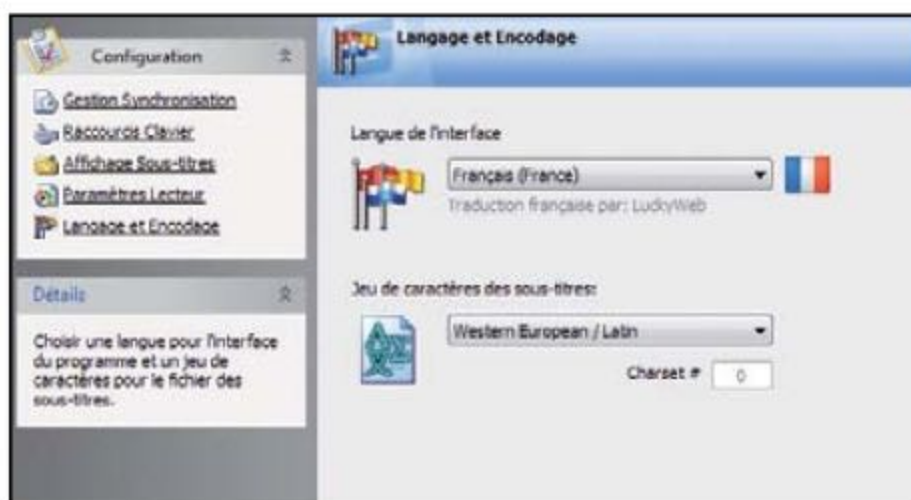 Configuration
Gestion Synchronisation
Raccourcis Clavier
Affichage Sous-titres
Paramètres Lecteur
Langage et Encodage
Détails
Choisir une langue pour l'interface
du programme et un jeu de
caractères pour le fichier des
sous-titres.
Langage et Encodage
Langue de l'interface
Français (France)
Traduction française par: LuckyWeb
Jeu de caractères des sous-titres:
Western European / Latin
Charset # 0